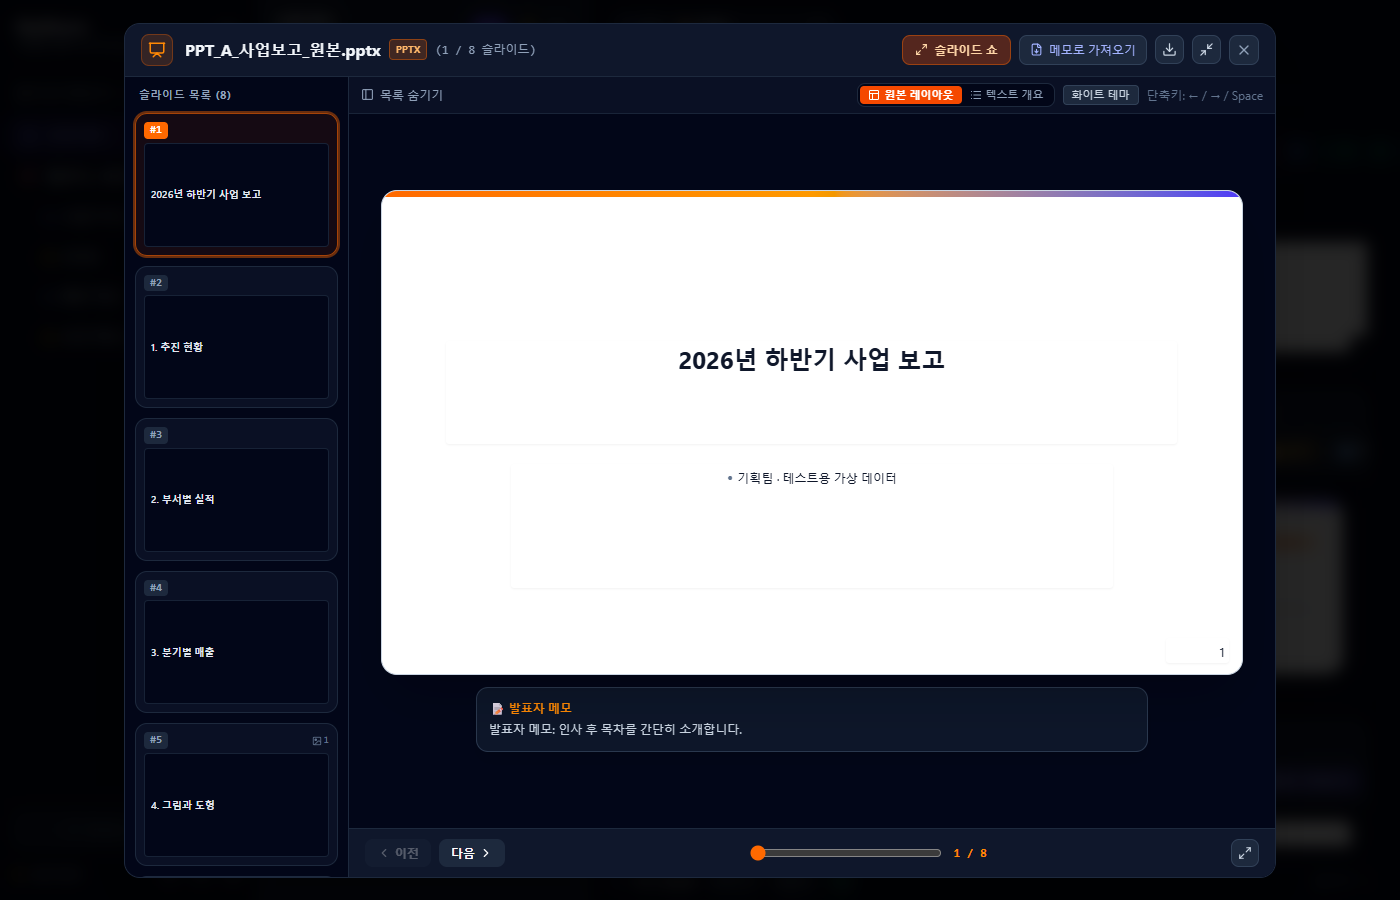 PPT_A_사업보고_원본.pptx PPTX (1 / 8 슬라이드)
슬라이드 쇼
메모로 가져오기
슬라이드 목록 (8)
목록 숨기기
원본 레이아웃
텍스트 개요
화이트 테마
단축키: ← / → / Space
#1
2026년 하반기 사업 보고
#2
1. 추진 현황
#3
2. 부서별 실적
#4
3. 분기별 매출
#5
1
4. 그림과 도형
2026년 하반기 사업 보고
• 기획팀 · 테스트용 가상 데이터
1
발표자 메모
발표자 메모: 인사 후 목차를 간단히 소개합니다.
이전
다음
1 / 8